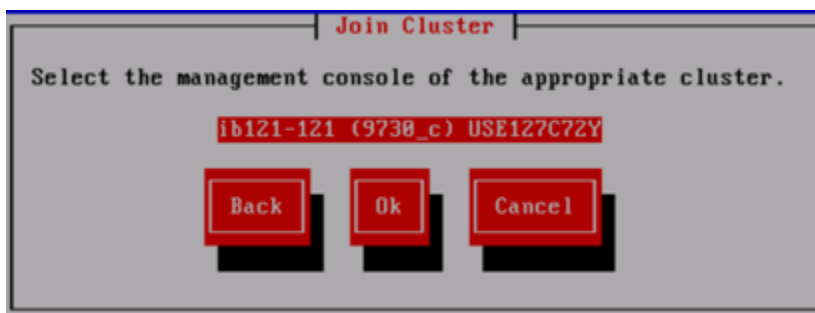 Join Cluster
Select the management console of the appropriate cluster.
ib121-121 (9730_c) USE127C72Y
Back Ok Cancel